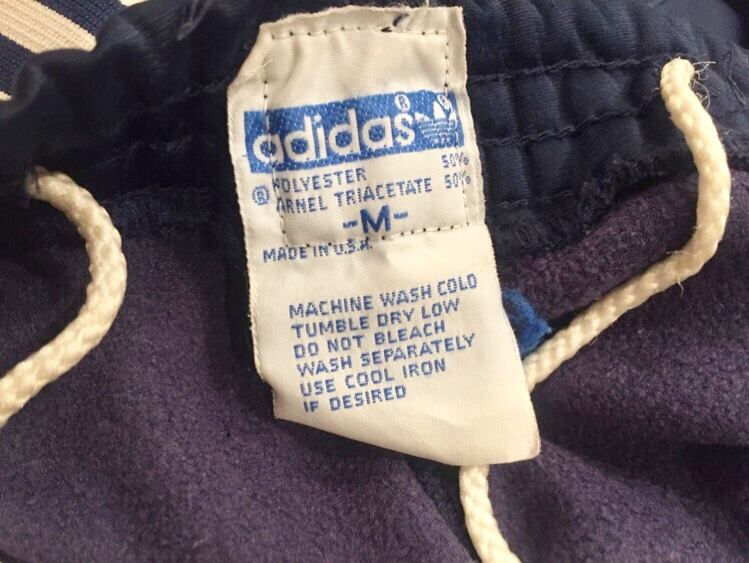 adidas®
POLYESTER 50%
® ARNEL TRIACETATE 50%
-M-
MADE IN U.S.A.
MACHINE WASH COLD
TUMBLE DRY LOW
DO NOT BLEACH
WASH SEPARATELY
USE COOL IRON
IF DESIRED